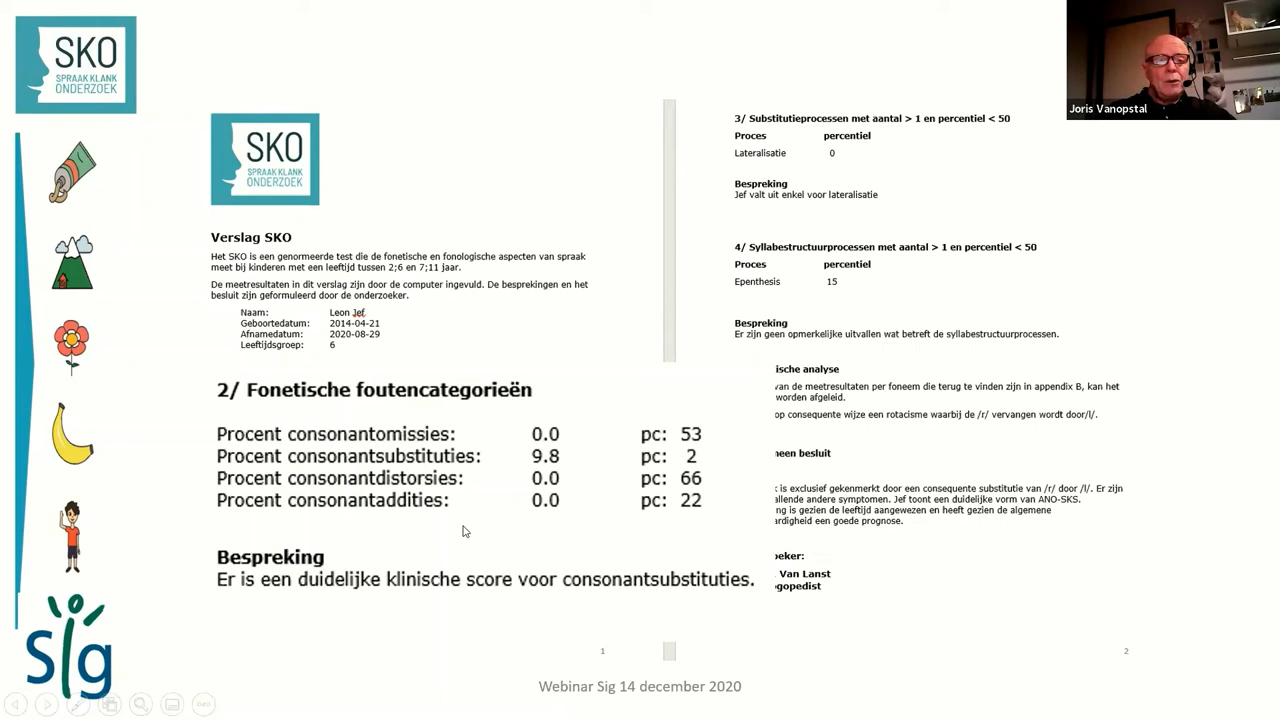 SKO
SPRAAK KLANK
ONDERZOEK
Joris Vanopstal
SKO
SPRAAK KLANK
ONDERZOEK
Verslag SKO
Het SKO is een genormeerde test die de fonetische en fonologische aspecten van spraak
meet bij kinderen met een leeftijd tussen 2;6 en 7;11 jaar.
De meetresultaten in dit verslag zijn door de computer ingevuld. De besprekingen en het
besluit zijn geformuleerd door de onderzoeker.
Naam: Leon Jef
Geboortedatum: 2014-04-21
Afnamedatum: 2020-08-29
Leeftijdsgroep: 6
2/ Fonetische foutencategorieën
Procent consonantomissies: 0.0 pc: 53
Procent consonantsubstituties: 9.8 pc: 2
Procent consonantdistorsies: 0.0 pc: 66
Procent consonantaddities: 0.0 pc: 22
Bespreking
Er is een duidelijke klinische score voor consonantsubstituties.
1
3/ Substitutieprocessen met aantal > 1 en percentiel < 50
Proces percentiel
Lateralisatie 0
Bespreking
Jef valt uit enkel voor lateralisatie
4/ Syllabestructuurprocessen met aantal > 1 en percentiel < 50
Proces percentiel
Epenthesis 15
Bespreking
Er zijn geen opmerkelijke uitvallen wat betreft de syllabestructuurprocessen.
ische analyse
van de meetresultaten per foneem die terug te vinden zijn in appendix B, kan het
worden afgeleid.
op consequente wijze een rotacisme waarbij de /r/ vervangen wordt door/l/.
meen besluit
k is exclusief gekenmerkt door een consequente substitutie van /r/ door /l/. Er zijn
allende andere symptomen. Jef toont een duidelijke vorm van ANO-SKS.
ng is gezien de leeftijd aangewezen en heeft gezien de algemene
ardigheid een goede prognose.
oeker:
Van Lanst
ogopedist
2
Sig
Webinar Sig 14 december 2020